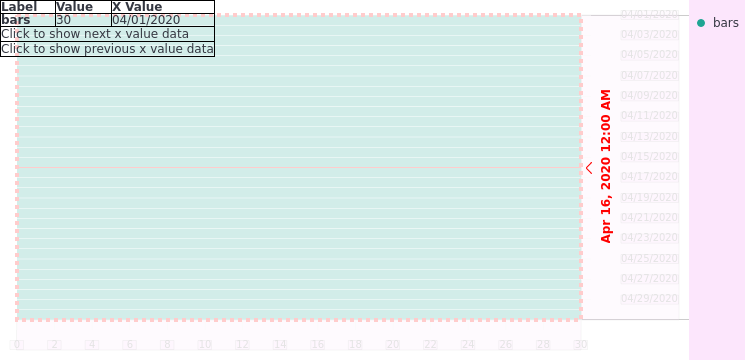 Label Value X Value
bars 30 04/01/2020
Click to show next x value data
Click to show previous x value data
bars
Apr 16, 2020 12:00 AM
04/01/2020
04/03/2020
04/05/2020
04/07/2020
04/09/2020
04/11/2020
04/13/2020
04/15/2020
04/17/2020
04/19/2020
04/21/2020
04/23/2020
04/25/2020
04/27/2020
04/29/2020
0 2 4 6 8 10 12 14 16 18 20 22 24 26 28 30